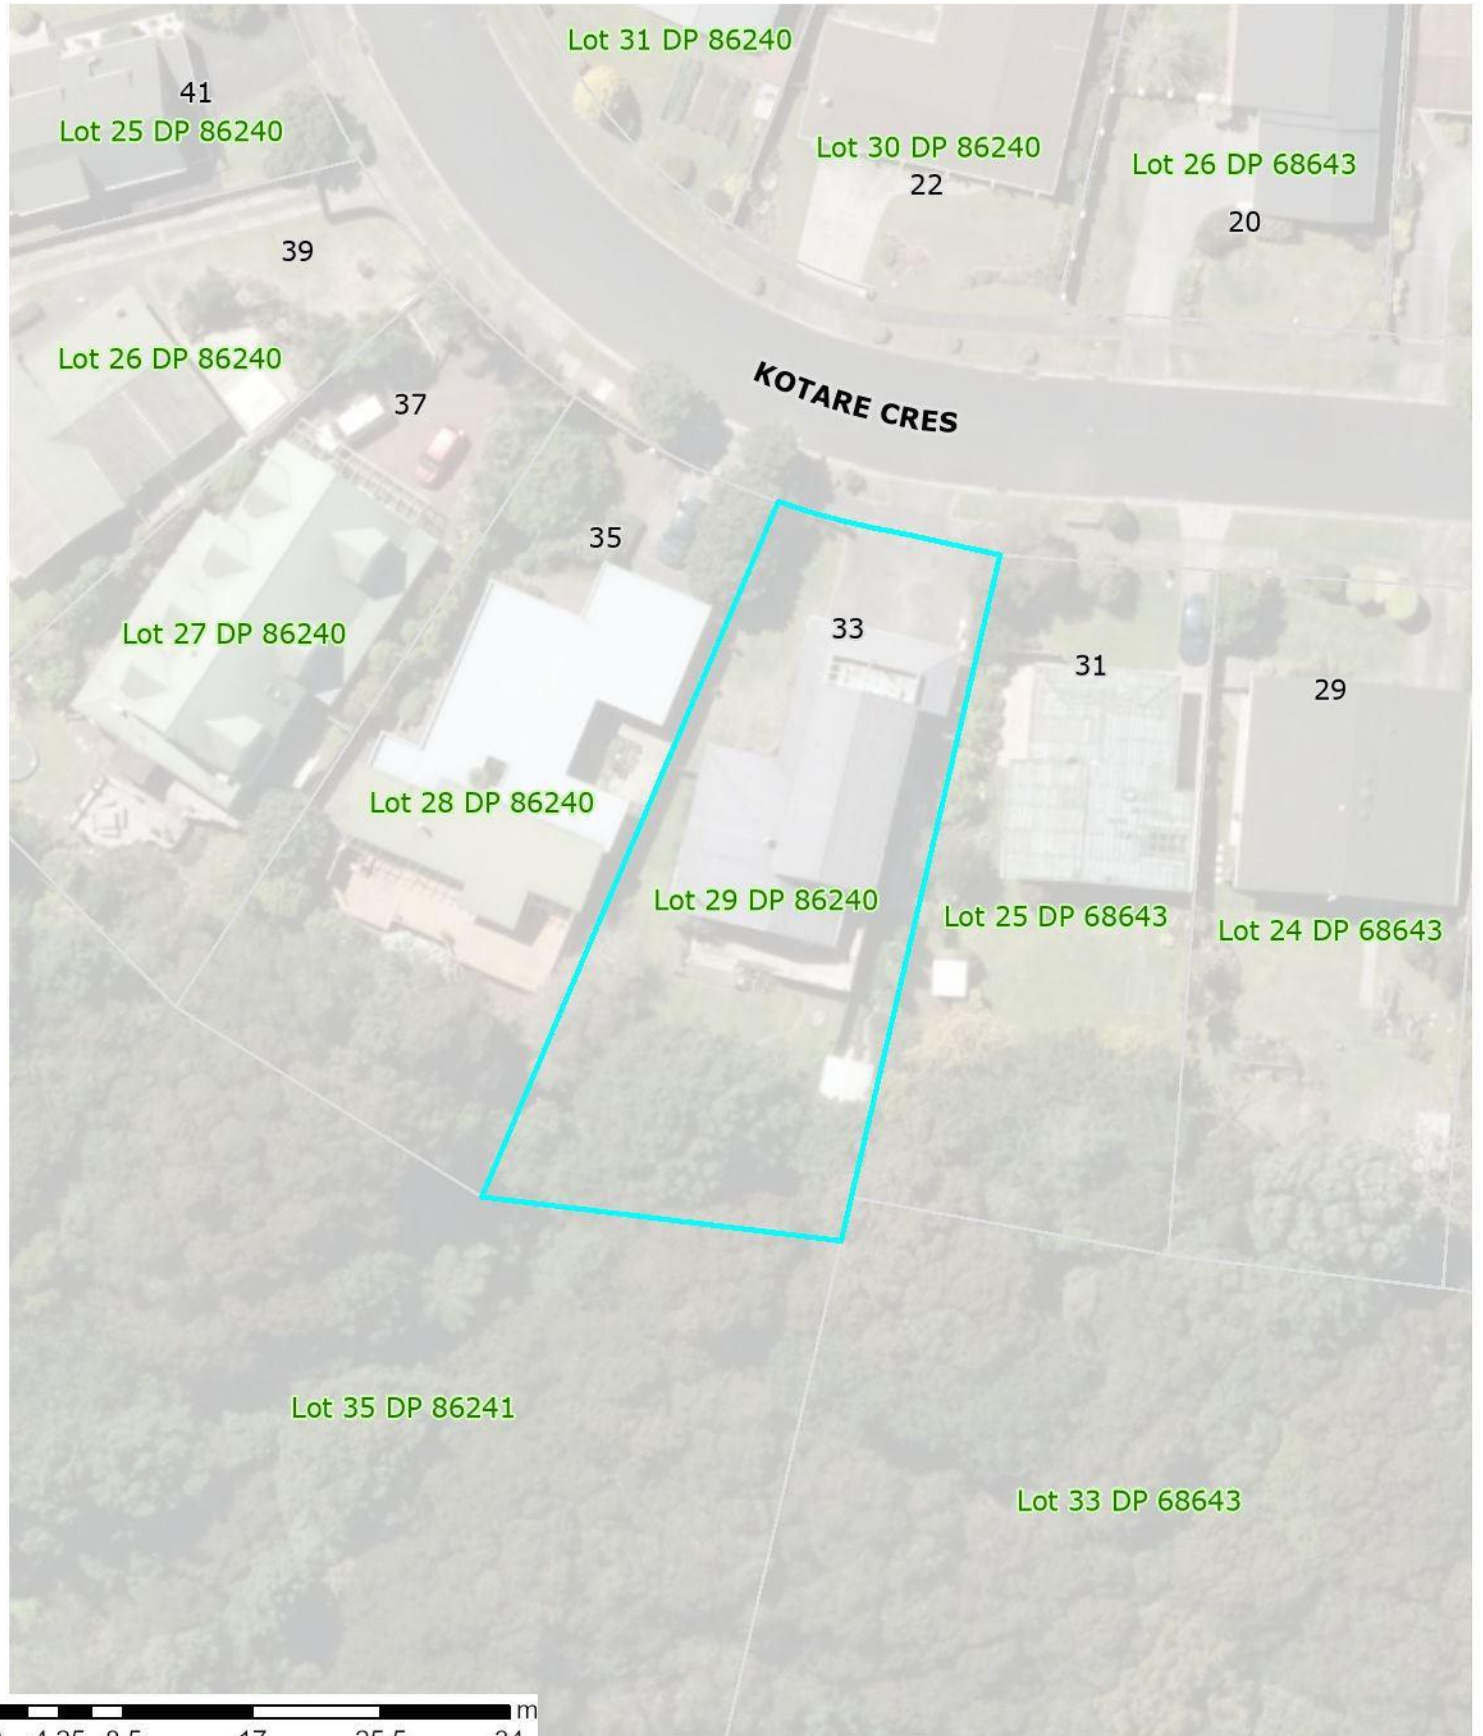 Lot 31 DP 86240
41
Lot 25 DP 86240
Lot 30 DP 86240
22
Lot 26 DP 68643
20
39
Lot 26 DP 86240
37
KOTARE CRES
35
33
Lot 27 DP 86240
31
29
Lot 28 DP 86240
Lot 29 DP 86240
Lot 25 DP 68643
Lot 24 DP 68643
Lot 35 DP 86241
Lot 33 DP 68643
m
4.25 8.5 17 25.5 34